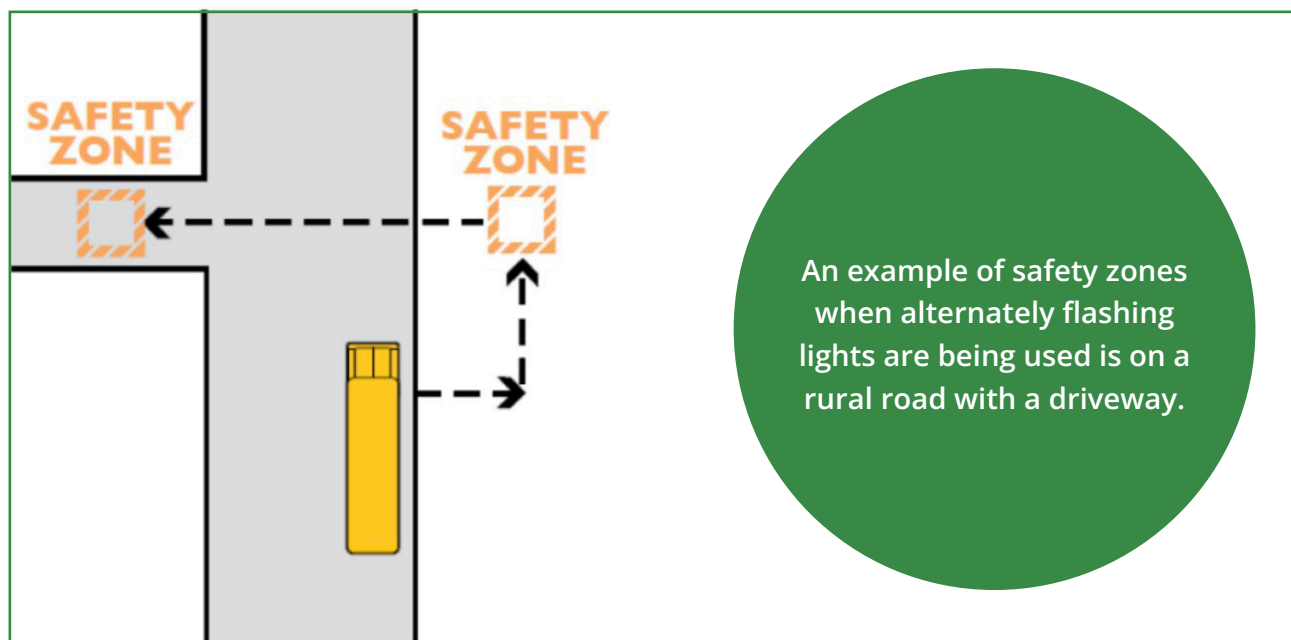 SAFETY
ZONE
SAFETY
ZONE
An example of safety zones
when alternately flashing
lights are being used is on a
rural road with a driveway.